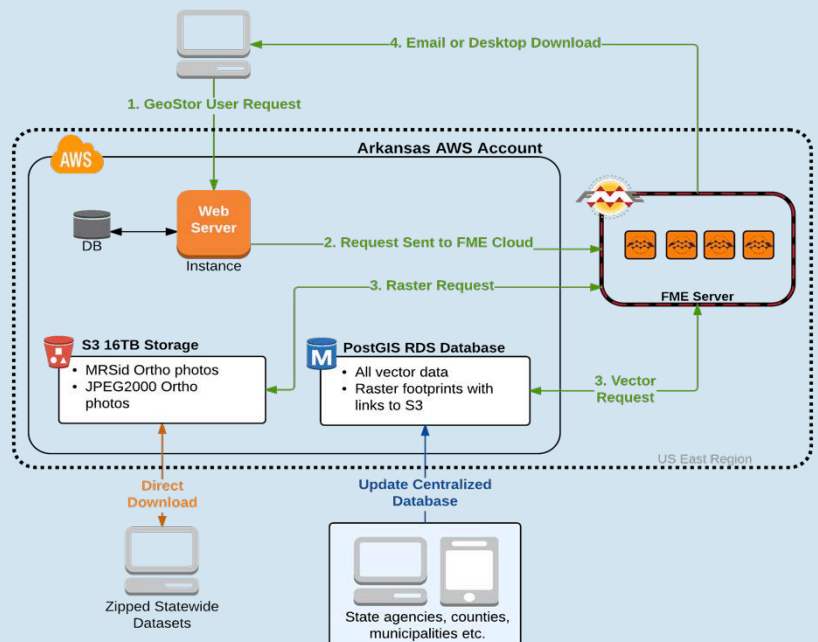 4. Email or Desktop Download
1. GeoStor User Request
Arkansas AWS Account
AWS
FME
Web
Server
DB
Instance
2. Request Sent to FME Cloud
3. Raster Request
FME Server
S3 16TB Storage
• MRSid Ortho photos
• JPEG2000 Ortho
photos
M
PostGIS RDS Database
• All vector data
• Raster footprints with
links to S3
3. Vector
Request
US East Region
Direct
Download
Update Centralized
Database
Zipped Statewide
Datasets
State agencies, counties,
municipalities etc.